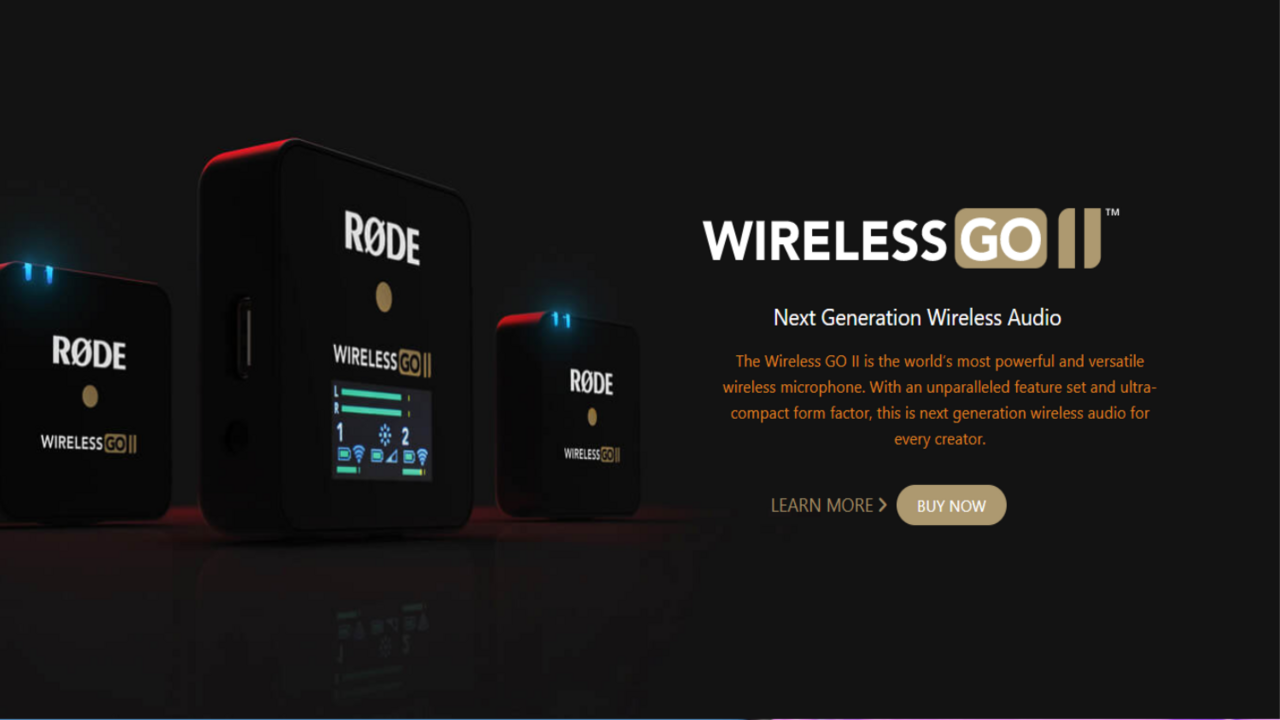 RØDE
WIRELESS GO II
L
R
1 2
RØDE
WIRELESS GO II
RØDE
WIRELESS GO II
WIRELESS GO II™
Next Generation Wireless Audio
The Wireless GO II is the world's most powerful and versatile
wireless microphone. With an unparalleled feature set and ultra-
compact form factor, this is next generation wireless audio for
every creator.
LEARN MORE >
BUY NOW